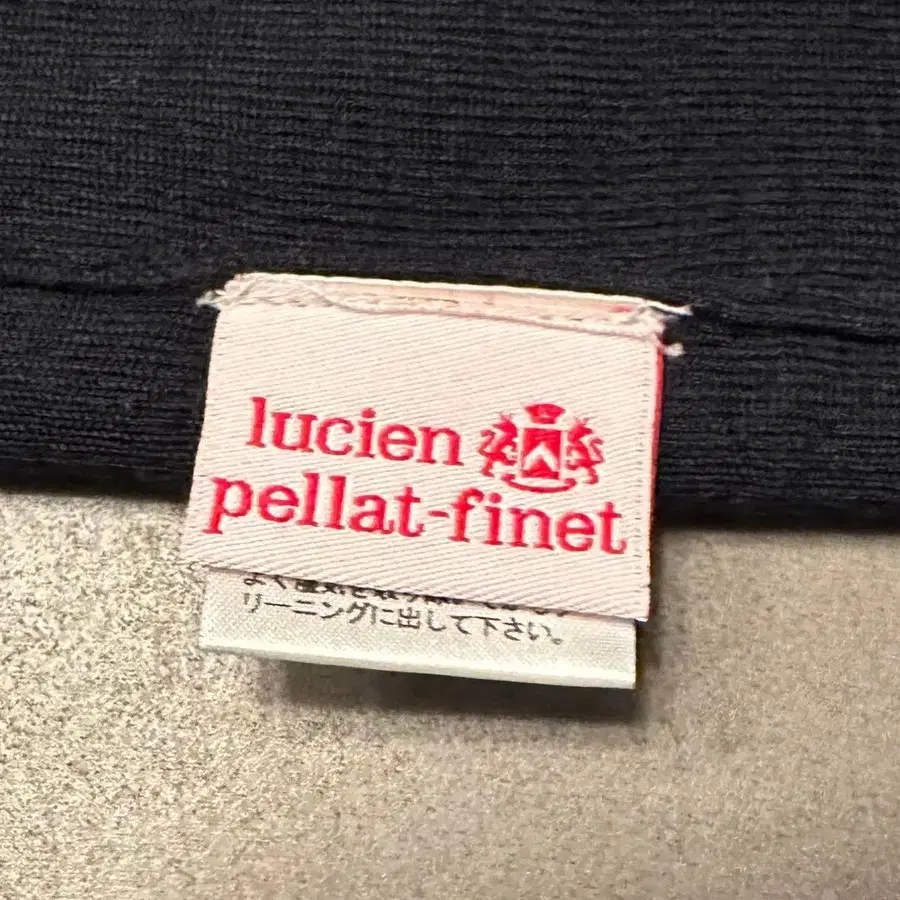 lucien
pellat-finet
リーニングに出して下さい。